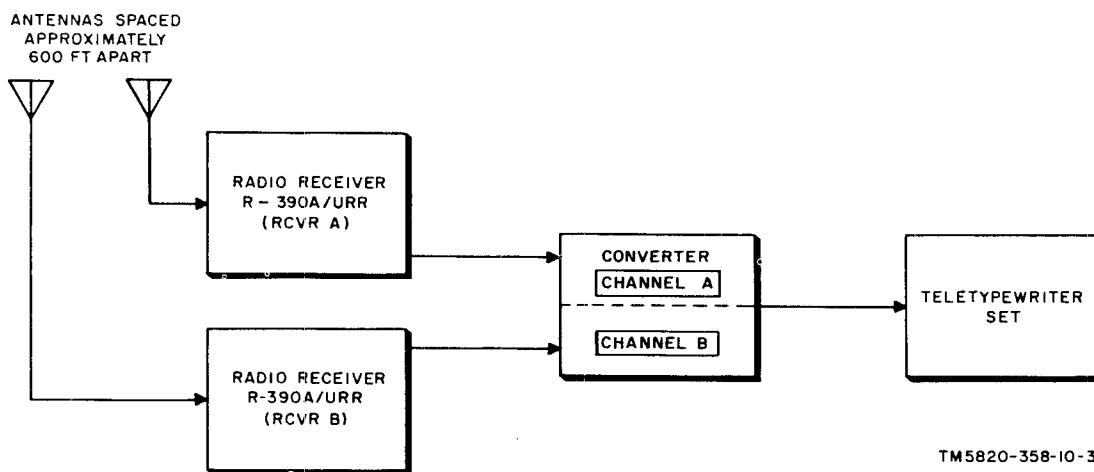 ANTENNAS SPACED
APPROXIMATELY
600 FT APART
RADIO RECEIVER
R-390A/URR
(RCVR A)
CONVERTER
CHANNEL A
CHANNEL B
TELETYPEWRITER
SET
RADIO RECEIVER
R-390A/URR
(RCVR B)
TM5820-358-10-3